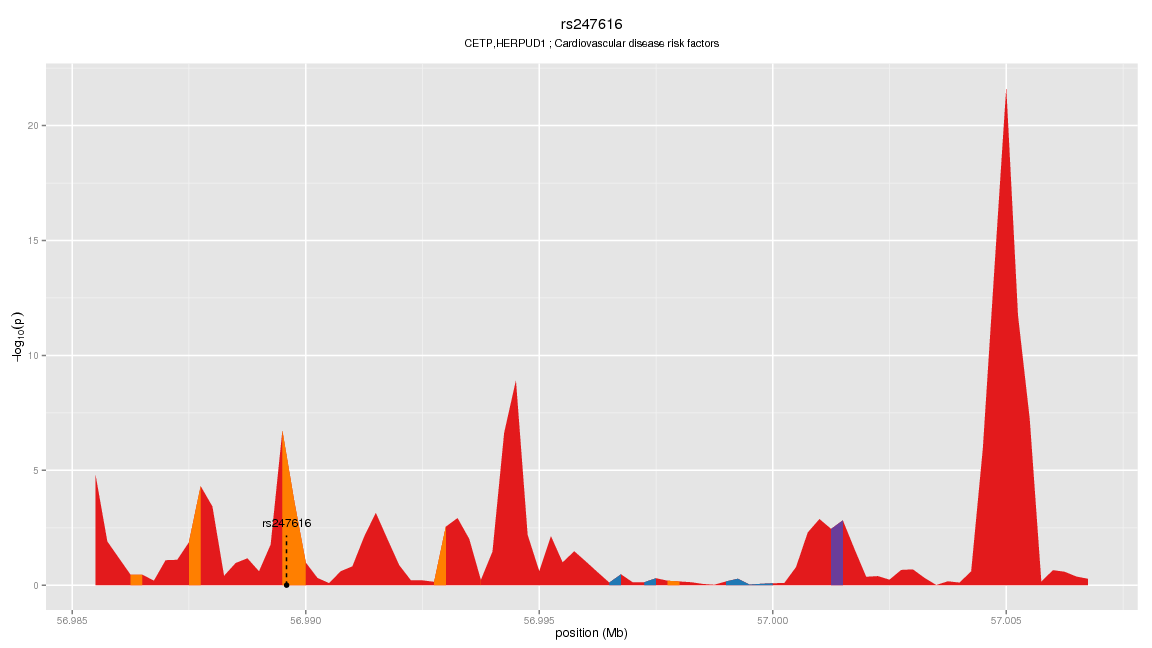 rs247616
CETP,HERPUD1 ; Cardiovascular disease risk factors
−log10(p)
20
15
10
5
0
rs247616
56.985
56.990
56.995
57.000
57.005
position (Mb)